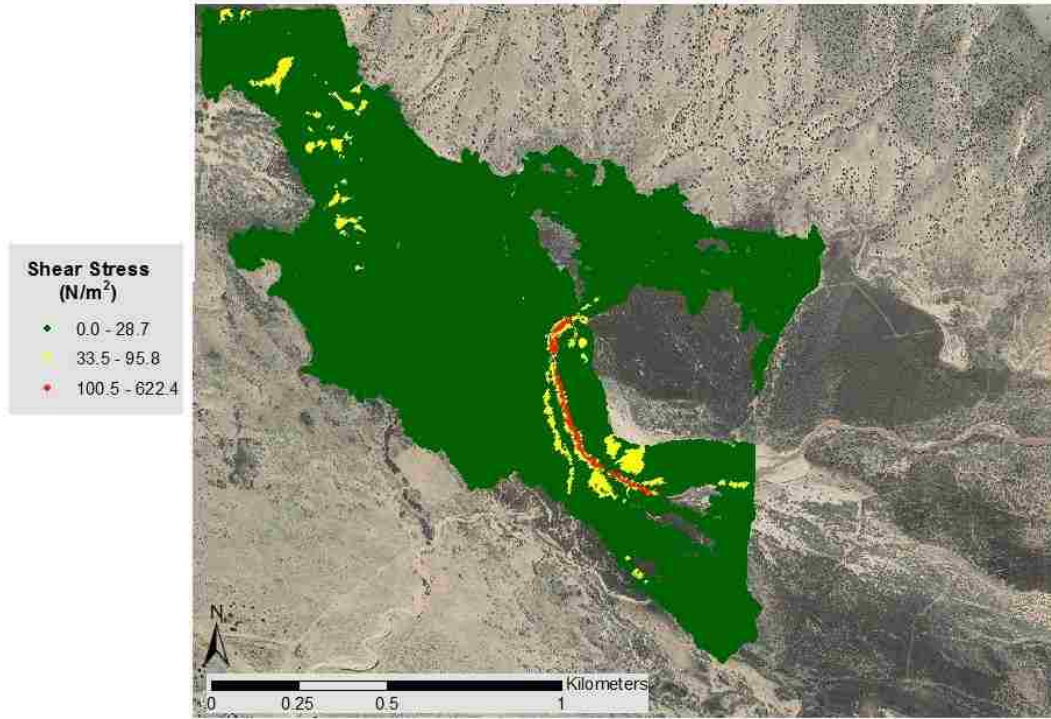 Shear Stress
(N/m²)
0.0 - 28.7
33.5 - 95.8
100.5 - 622.4
N
Kilometers
0 0.25 0.5 1